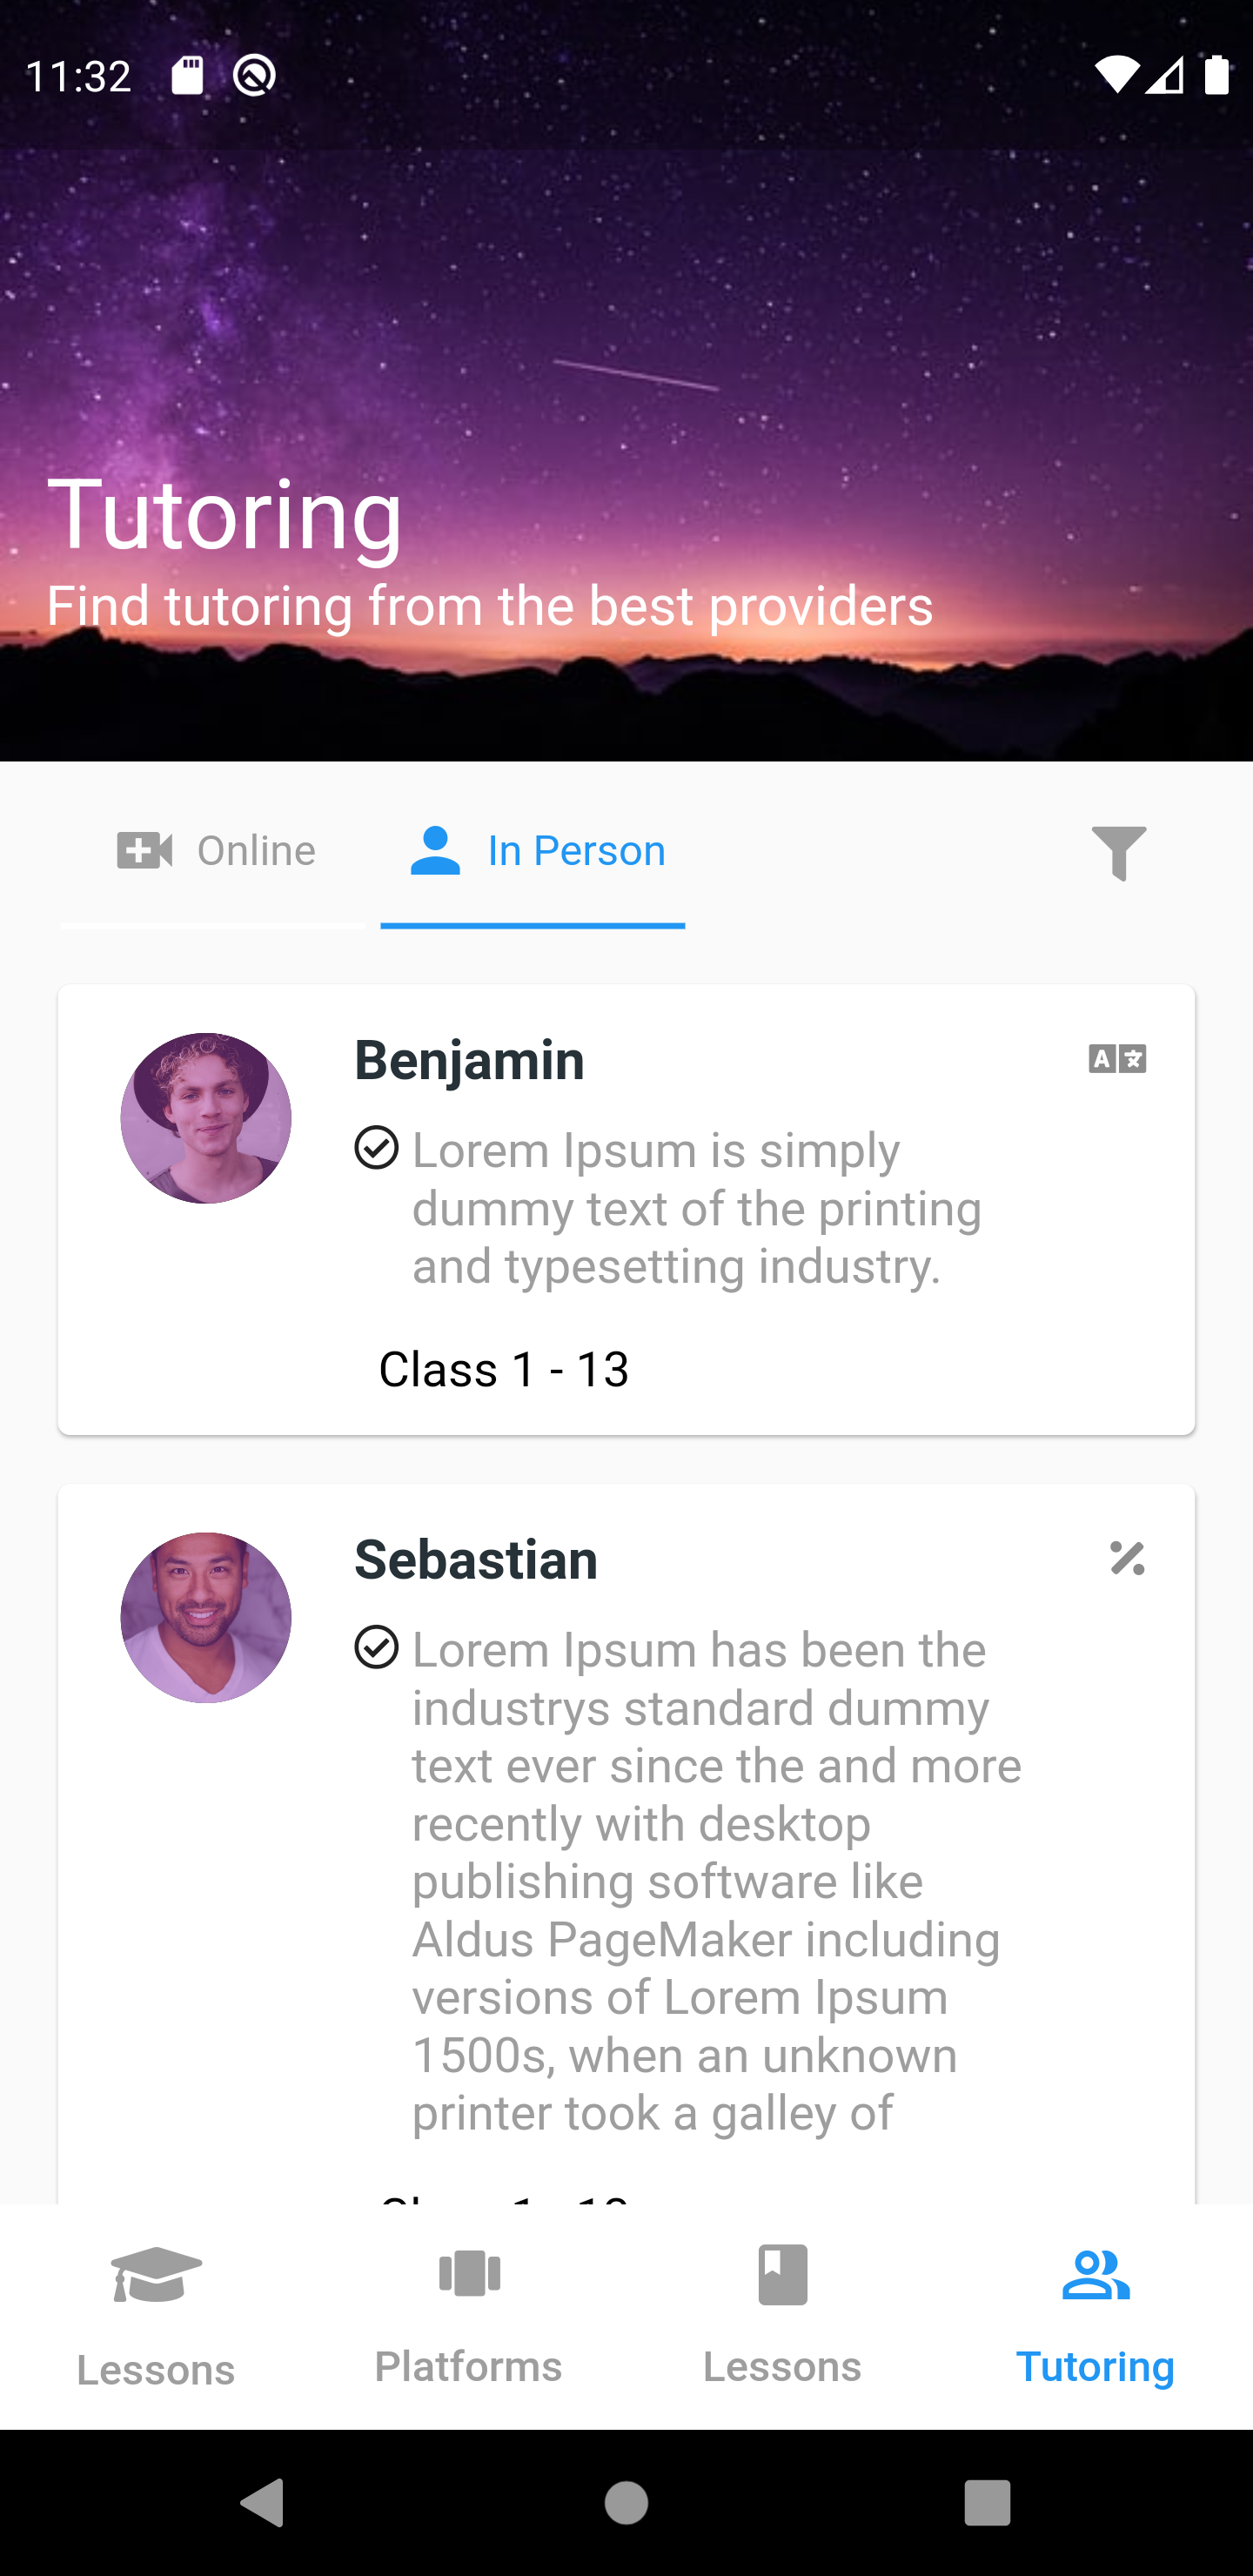 11:32
Tutoring
Find tutoring from the best providers
Online
In Person
Benjamin
Lorem Ipsum is simply
dummy text of the printing
and typesetting industry.
Class 1 - 13
Sebastian
Lorem Ipsum has been the
industrys standard dummy
text ever since the and more
recently with desktop
publishing software like
Aldus PageMaker including
versions of Lorem Ipsum
1500s, when an unknown
printer took a galley of
Lessons
Platforms
Lessons
Tutoring